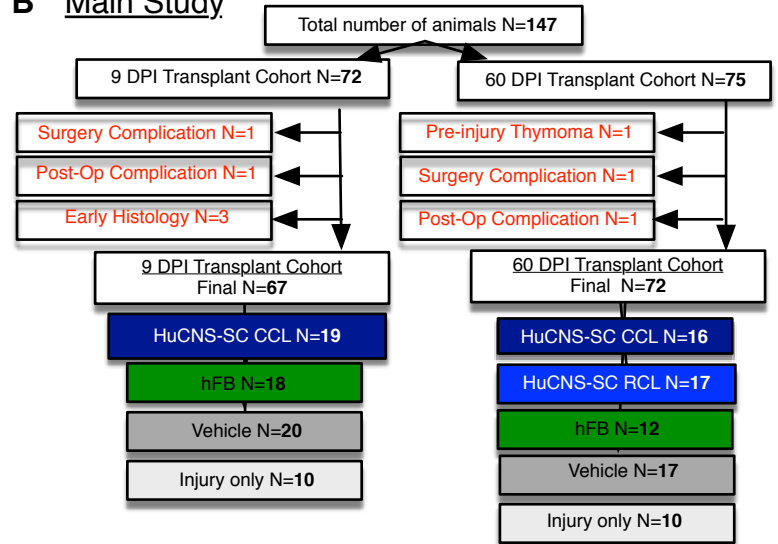 B Main Study
Total number of animals N=147
9 DPI Transplant Cohort N=72
60 DPI Transplant Cohort N=75
Surgery Complication N=1
Post-Op Complication N=1
Early Histology N=3
Pre-injury Thymoma N=1
Surgery Complication N=1
Post-Op Complication N=1
9 DPI Transplant Cohort
Final N=67
HuCNS-SC CCL N=19
hFB N=18
Vehicle N=20
Injury only N=10
60 DPI Transplant Cohort
Final N=72
HuCNS-SC CCL N=16
HuCNS-SC RCL N=17
hFB N=12
Vehicle N=17
Injury only N=10